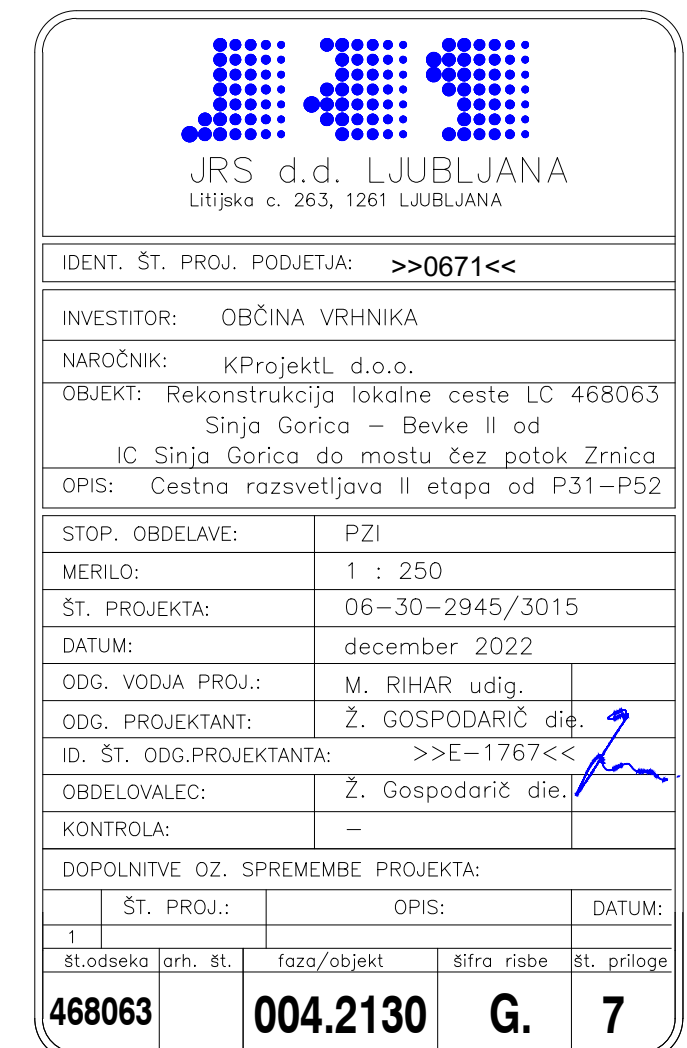 JRS d.d. LJUBLJANA
Litijska c. 263, 1261 LJUBLJANA
IDENT. ŠT. PROJ. PODJETJA: >>0671<<
INVESTITOR: OBČINA VRHNIKA
NAROČNIK: KProjektL d.o.o.
OBJEKT: Rekonstrukcija lokalne ceste LC 468063
Sinja Gorica – Bevke II od
IC Sinja Gorica do mostu čez potok Zrnica
OPIS: Cestna razsvetljava II etapa od P31–P52
STOP. OBDELAVE: PZI
MERILO: 1 : 250
ŠT. PROJEKTA: 06–30–2945/3015
DATUM: december 2022
ODG. VODJA PROJ.: M. RIHAR udig.
ODG. PROJEKTANT: Ž. GOSPODARIČ die.
ID. ŠT. ODG.PROJEKTANTA: >>E–1767<<
OBDELOVALEC: Ž. Gospodarič die.
KONTROLA: –
DOPOLNITVE OZ. SPREMEMBE PROJEKTA:
ŠT. PROJ.: OPIS: DATUM:
1
št.odseka arh. št. faza/objekt šifra risbe št. priloge
468063 004.2130 G. 7